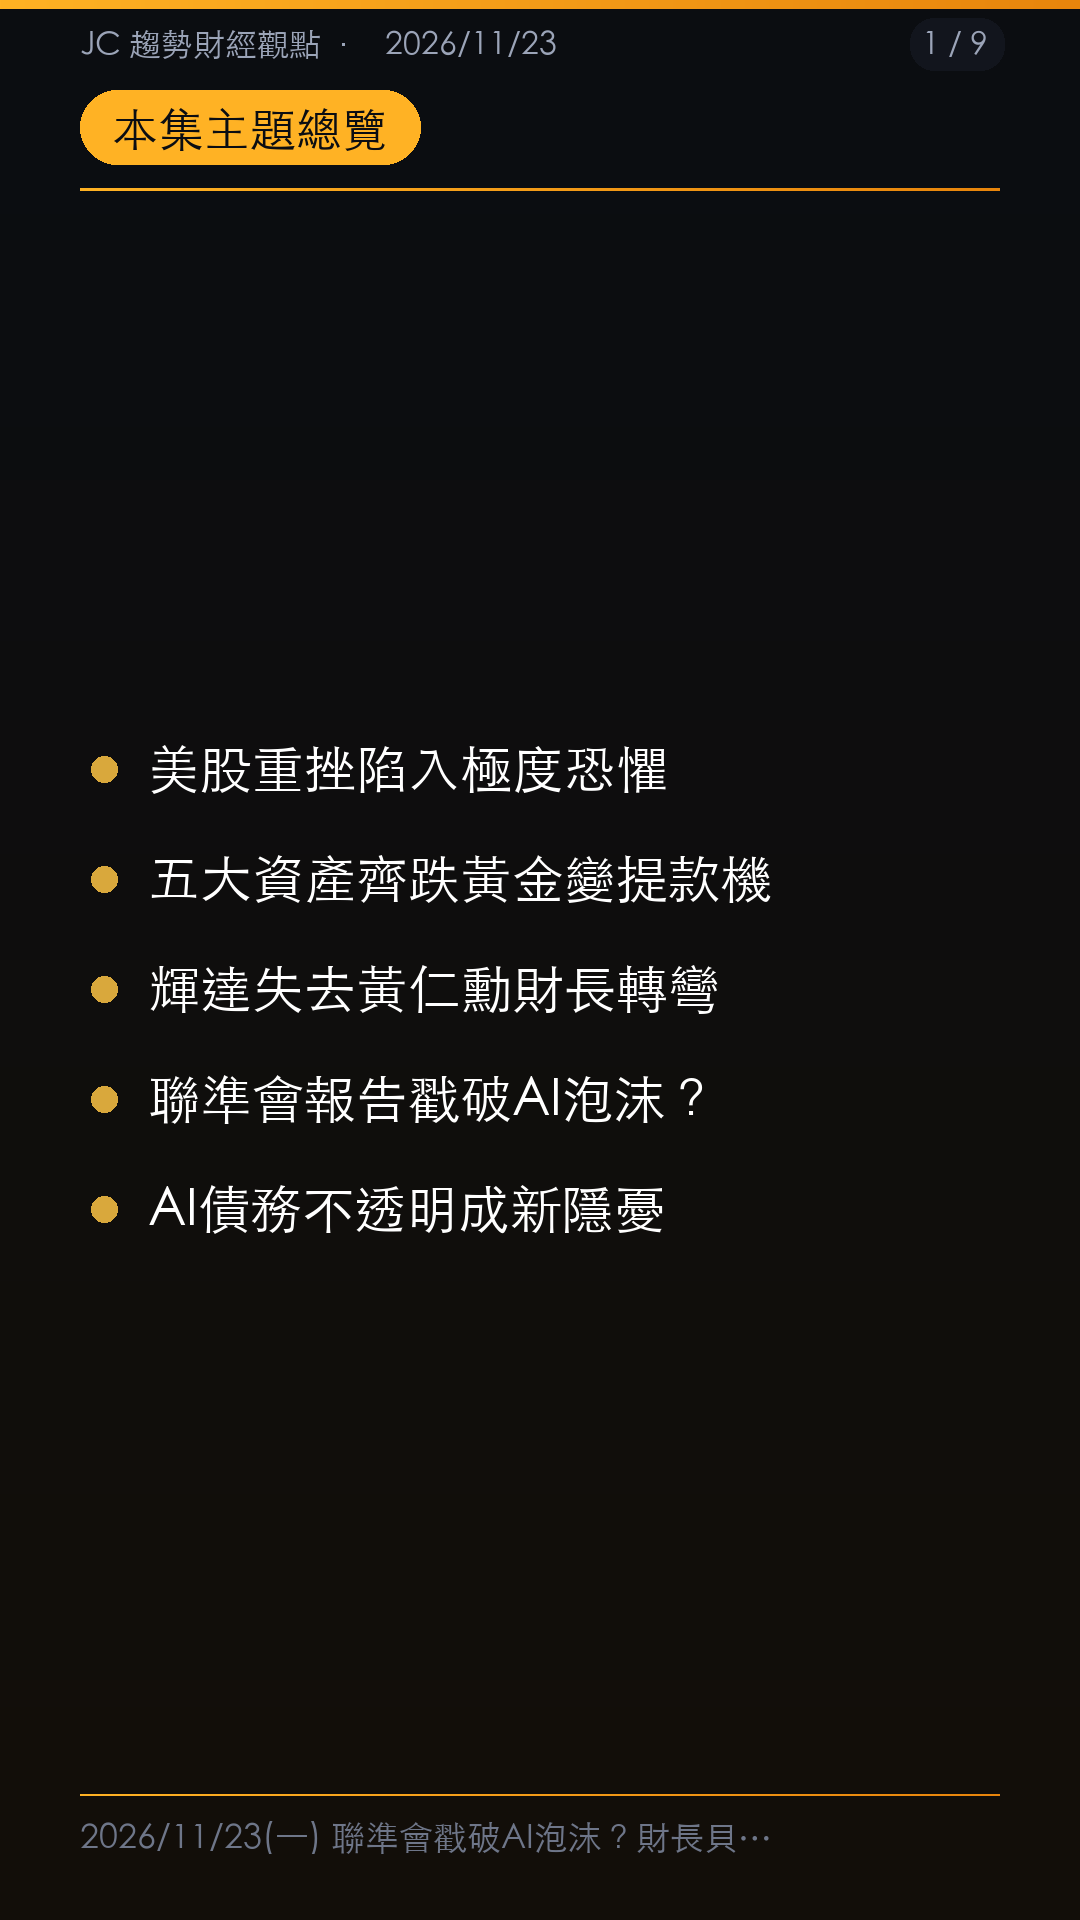 JC 趨勢財經觀點 · 2026/11/23
1 / 9
本集主題總覽
美股重挫陷入極度恐懼
五大資產齊跌黃金變提款機
輝達失去黃仁勳財長轉彎
聯準會報告戳破AI泡沫？
AI債務不透明成新隱憂
2026/11/23(一) 聯準會戳破AI泡沫？財長貝…